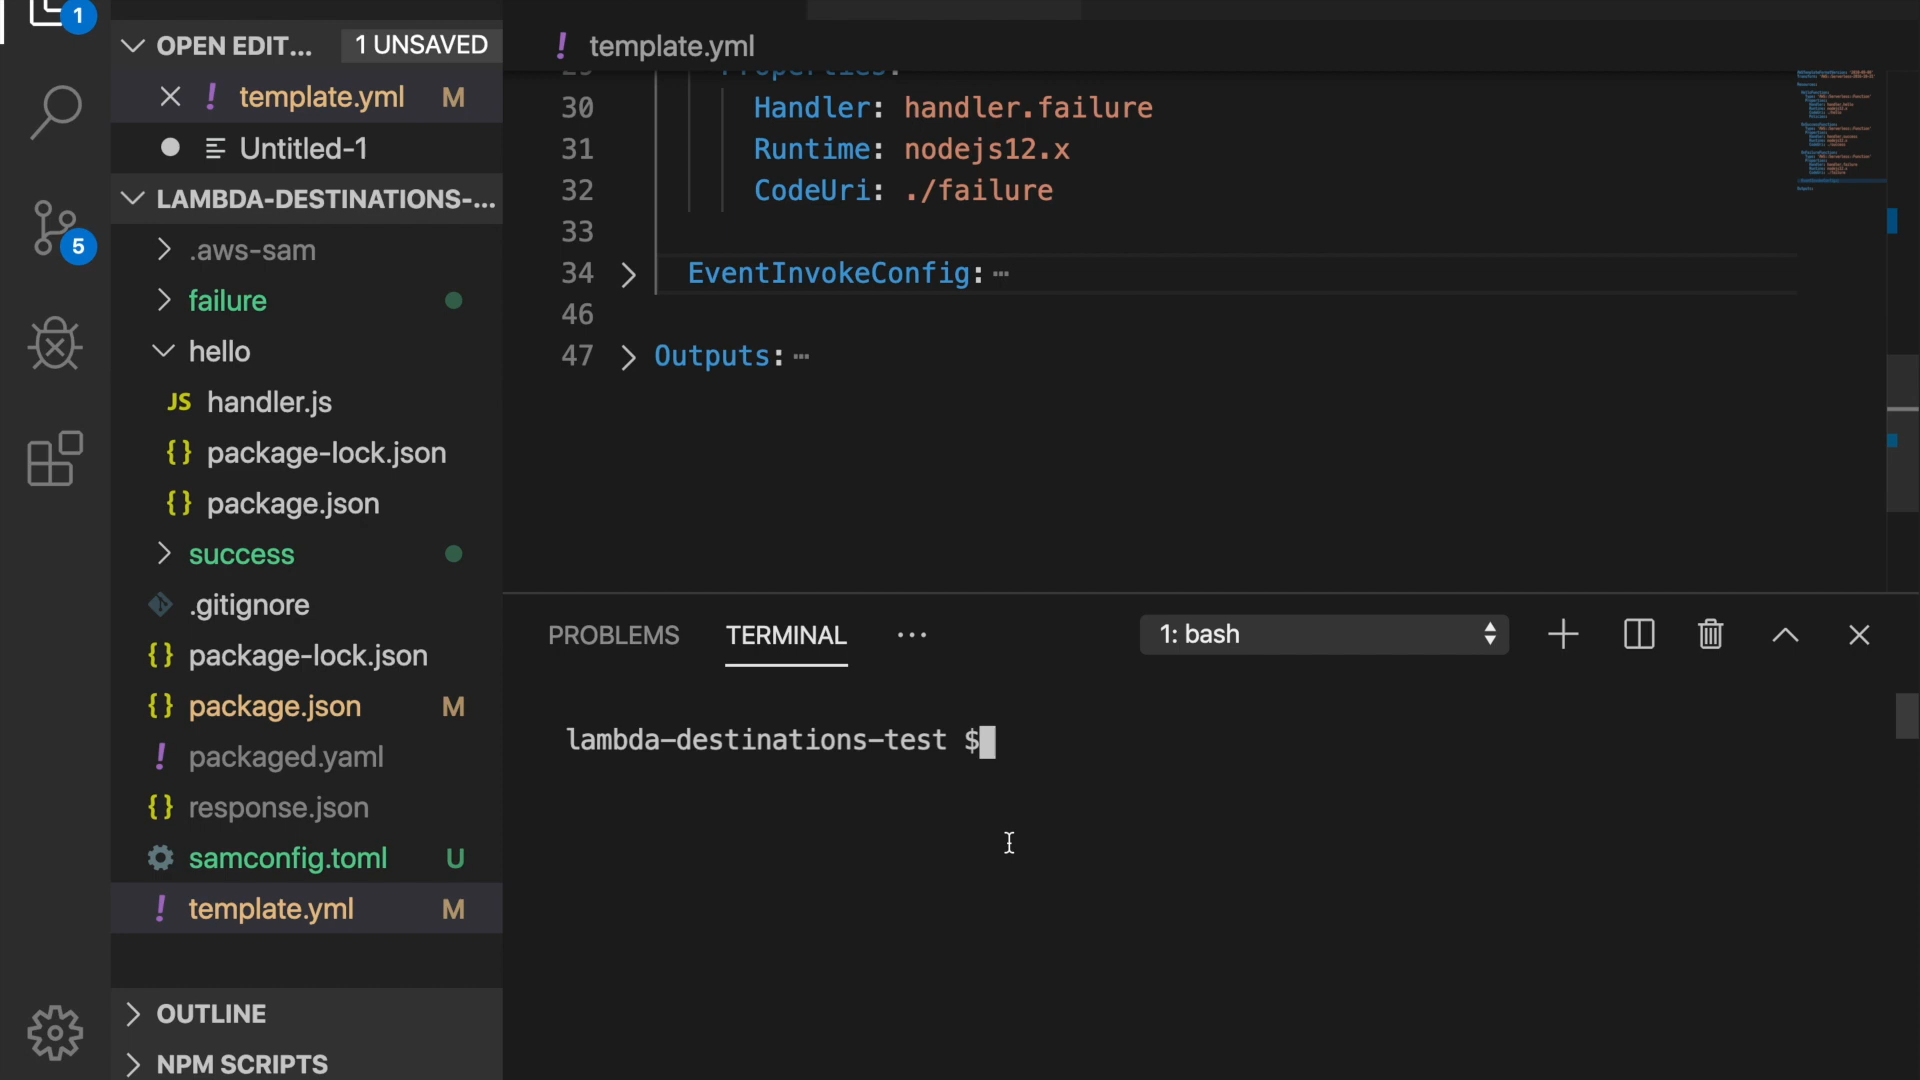 1
OPEN EDIT...
1 UNSAVED
! template.yml M
Untitled-1
LAMBDA-DESTINATIONS-...
.aws-sam
failure
hello
JS handler.js
{} package-lock.json
{} package.json
success
.gitignore
{} package-lock.json
{} package.json M
! packaged.yaml
{} response.json
samconfig.toml U
! template.yml M
OUTLINE
NPM SCRIPTS
5
! template.yml
29 Properties:
30 Handler: handler.failure
31 Runtime: nodejs12.x
32 CodeUri: ./failure
33
34 EventInvokeConfig: ⋯
46
47 Outputs: ⋯
PROBLEMS TERMINAL ⋯ 1: bash
lambda-destinations-test $